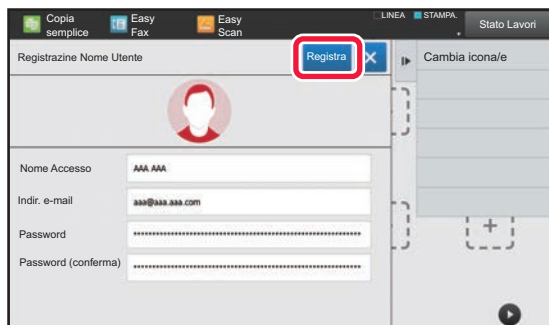 Copia
semplice
Easy
Fax
Easy
Scan
LINEA
STAMPA.
Stato Lavori
Registrazine Nome Utente
Registra
Cambia icona/e
Nome Accesso
AAA AAA
Indir. e-mail
aaa@aaa.aaa.com
Password
Password (conferma)